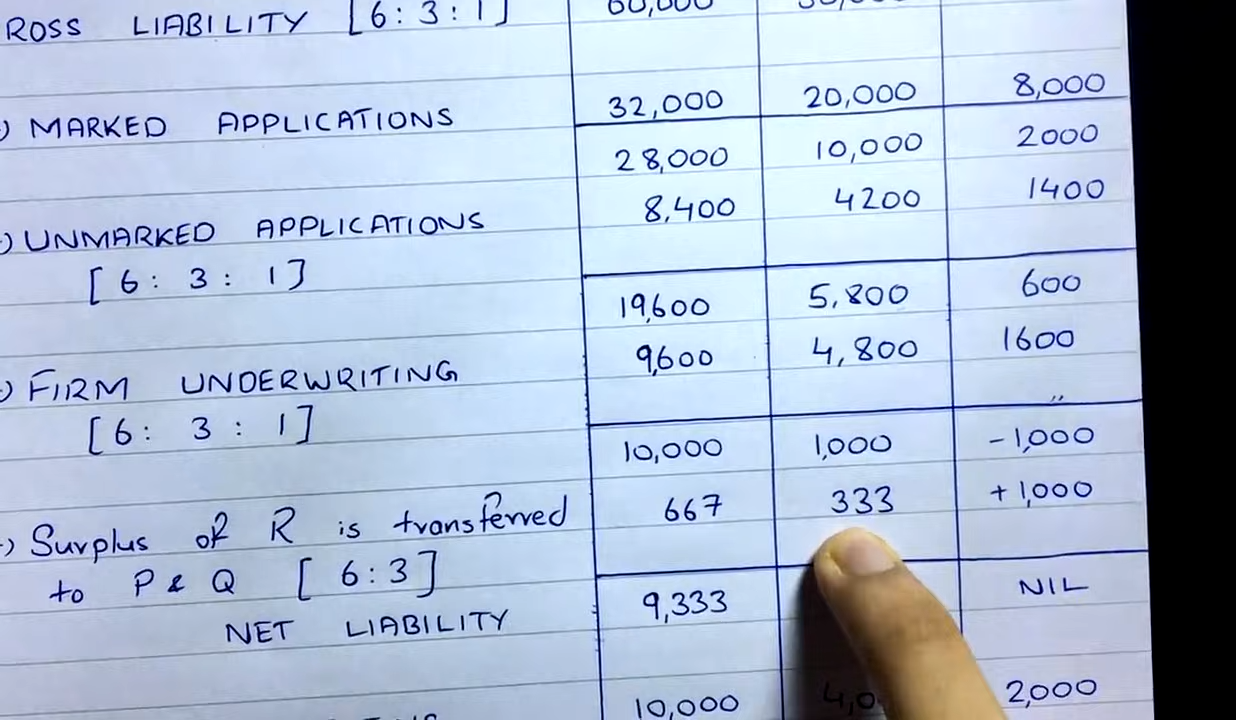 ROSS LIABILITY [6:3:1] 60,000
) MARKED APPLICATIONS 32,000 20,000 8,000
28,000 10,000 2000
) UNMARKED APPLICATIONS 8,400 4200 1400
[6: 3: 1]
19,600 5,800 600
) FIRM UNDERWRITING 9,600 4,800 1600
[6: 3: 1]
10,000 1,000 -1,000
) Surplus of R is transferred 667 333 +1,000
to P & Q [6:3]
NET LIABILITY 9,333 NIL
10,000 2,000